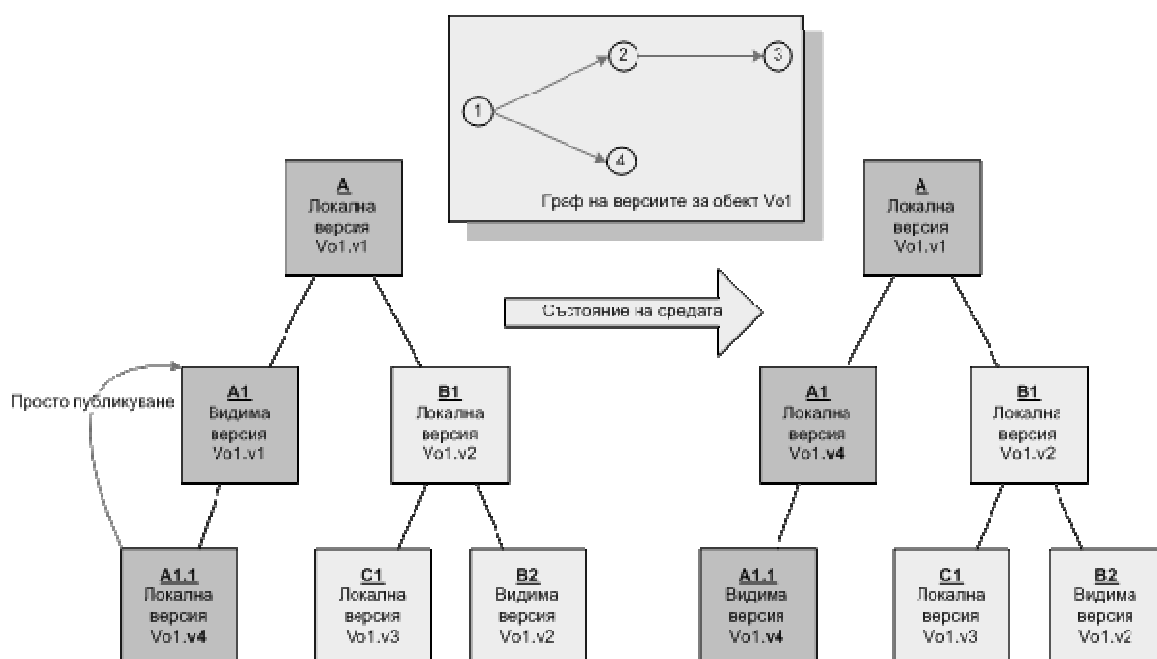 1
2
3
4
Граф на версиите за обект Vo1
A
Локална
версия
Vo1.v1
Просто публикуване
A1
Видима
версия
Vo1.v1
B1
Локална
версия
Vo1.v2
A1.1
Локална
версия
Vo1.v4
C1
Локална
версия
Vo1.v3
B2
Видима
версия
Vo1.v2
Състояние на средата
A
Локална
версия
Vo1.v1
A1
Локална
версия
Vo1.v4
B1
Локална
версия
Vo1.v2
A1.1
Видима
версия
Vo1.v4
C1
Локална
версия
Vo1.v3
B2
Видима
версия
Vo1.v2